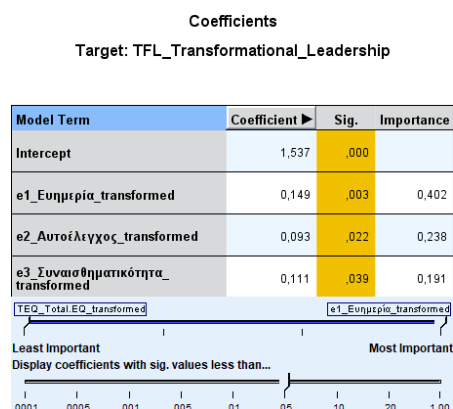 Coefficients
Target: TFL_Transformational_Leadership
Model Term Coefficient ▶ Sig. Importance
Intercept 1,537 ,000
e1_Ευημερία_transformed 0,149 ,003 0,402
e2_Αυτοέλεγχος_transformed 0,093 ,022 0,238
e3_Συναισθηματικότητα_
transformed 0,111 ,039 0,191
TEQ_Total.EQ_transformed e1_Ευημερία_transformed
Least Important Most Important
Display coefficients with sig. values less than...
.0001 .0005 .001 .005 .01 .05 .10 .20 1.00